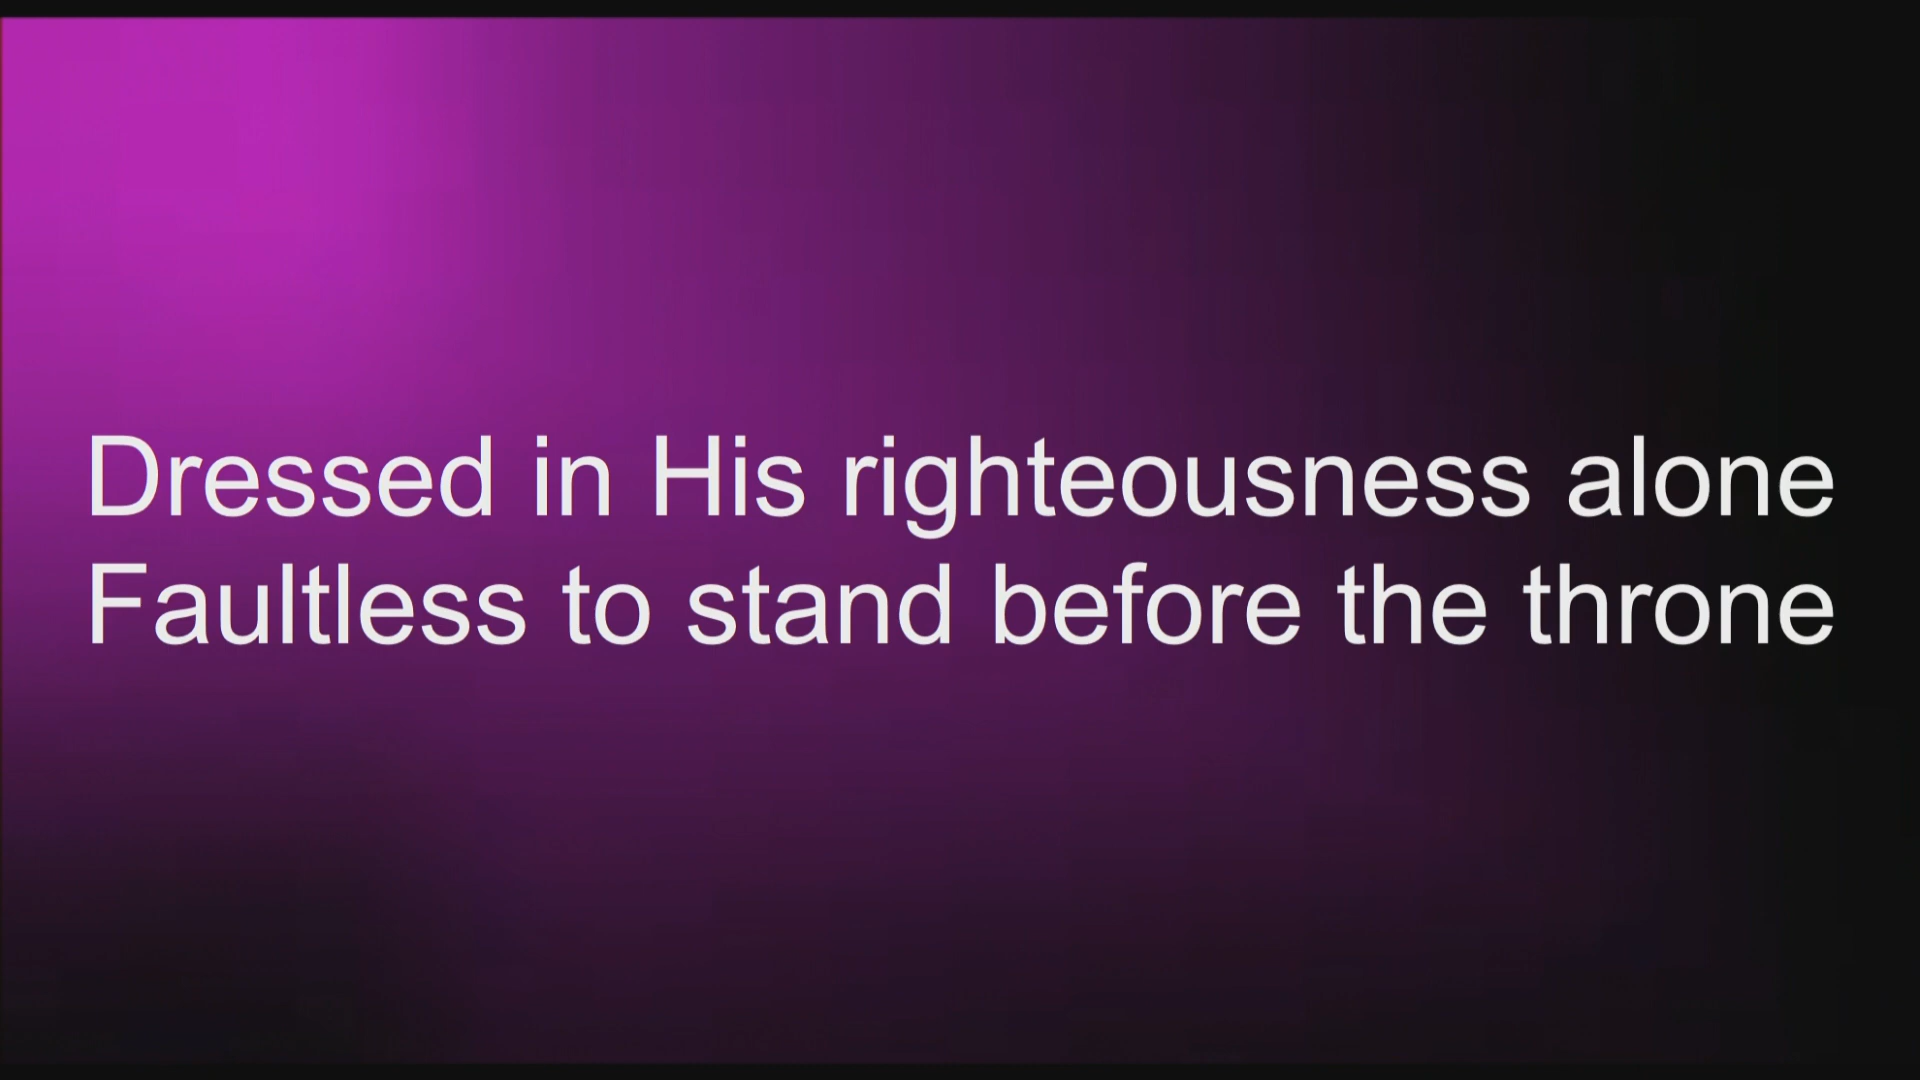 Dressed in His righteousness alone
Faultless to stand before the throne